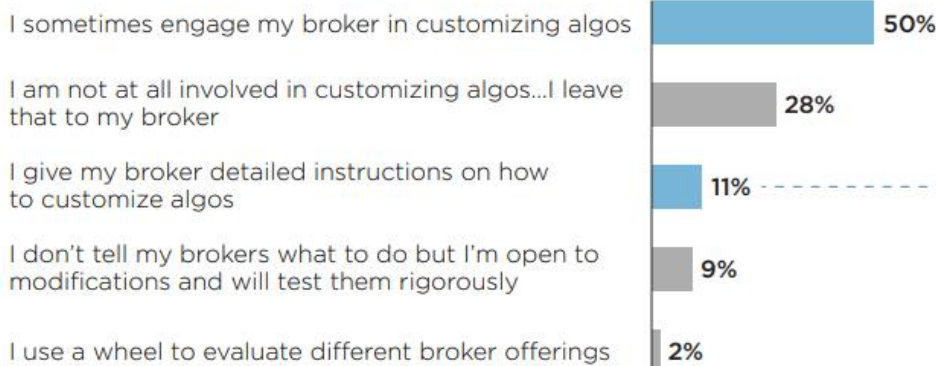 I sometimes engage my broker in customizing algos
50%
I am not at all involved in customizing algos...I leave
that to my broker
28%
I give my broker detailed instructions on how
to customize algos
11%
I don't tell my brokers what to do but I'm open to
modifications and will test them rigorously
9%
I use a wheel to evaluate different broker offerings
2%